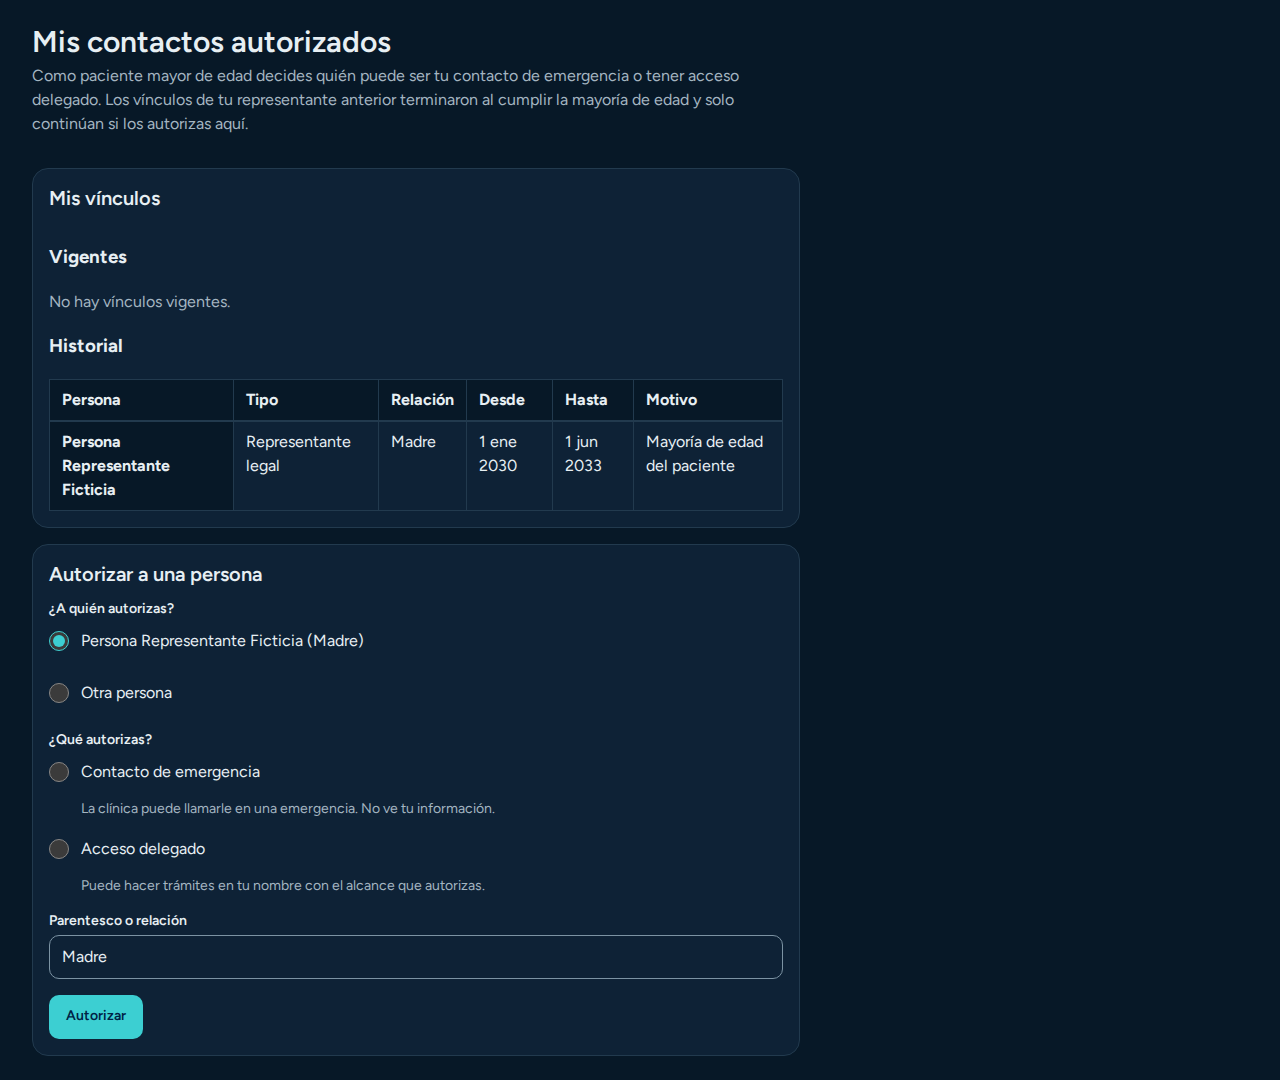 Mis contactos autorizados
Como paciente mayor de edad decides quién puede ser tu contacto de emergencia o tener acceso
delegado. Los vínculos de tu representante anterior terminaron al cumplir la mayoría de edad y solo
continúan si los autorizas aquí.
Mis vínculos
Vigentes
No hay vínculos vigentes.
Historial
Persona Tipo Relación Desde Hasta Motivo
Persona Representante Ficticia Representante legal Madre 1 ene 2030 1 jun 2033 Mayoría de edad del paciente
Autorizar a una persona
¿A quién autorizas?
Persona Representante Ficticia (Madre)
Otra persona
¿Qué autorizas?
Contacto de emergencia
La clínica puede llamarle en una emergencia. No ve tu información.
Acceso delegado
Puede hacer trámites en tu nombre con el alcance que autorizas.
Parentesco o relación
Madre
Autorizar